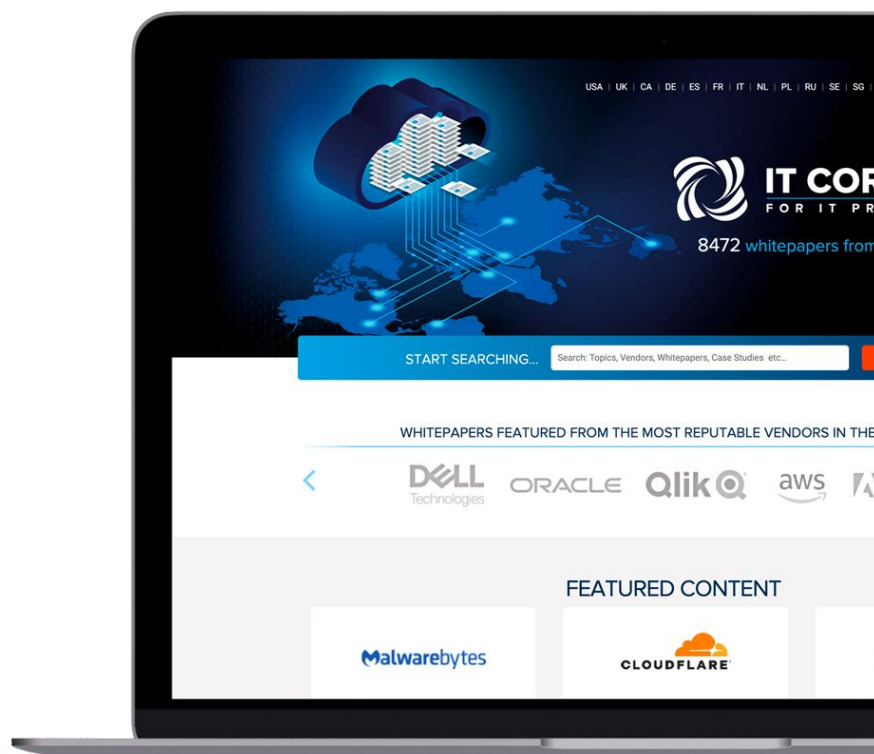 USA | UK | CA | DE | ES | FR | IT | NL | PL | RU | SE | SG |
IT COR
FOR IT PR
8472 whitepapers from
START SEARCHING...
Search: Topics, Vendors, Whitepapers, Case Studies etc...
WHITEPAPERS FEATURED FROM THE MOST REPUTABLE VENDORS IN THE
DELL
Technologies
ORACLE
Qlik
aws
FEATURED CONTENT
Malwarebytes
CLOUDFLARE